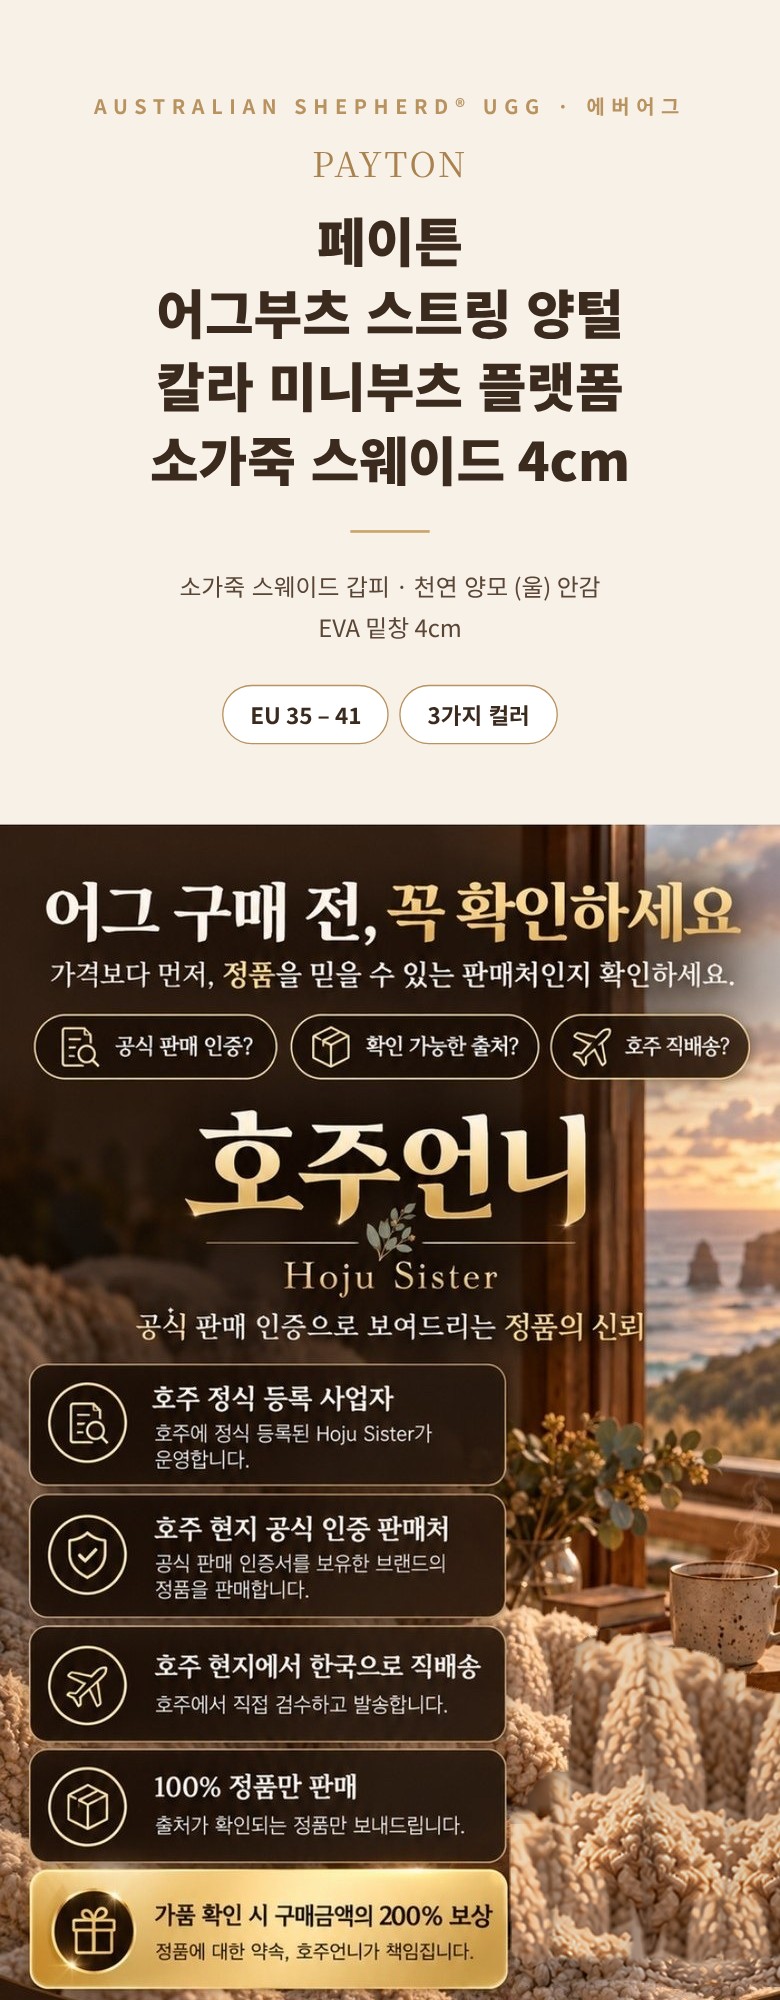 AUSTRALIAN SHEPHERD® UGG · 에버어그
PAYTON
페이튼
어그부츠 스트링 양털
칼라 미니부츠 플랫폼
소가죽 스웨이드 4cm
소가죽 스웨이드 갑피 · 천연 양모 (울) 안감
EVA 밑창 4cm
EU 35 – 41
3가지 컬러
어그 구매 전, 꼭 확인하세요
가격보다 먼저, 정품을 믿을 수 있는 판매처인지 확인하세요.
공식 판매 인증?
확인 가능한 출처?
호주 직배송?
호주언니
Hoju Sister
공식 판매 인증으로 보여드리는 정품의 신뢰
호주 정식 등록 사업자
호주에 정식 등록된 Hoju Sister가
운영합니다.
호주 현지 공식 인증 판매처
공식 판매 인증서를 보유한 브랜드의
정품을 판매합니다.
호주 현지에서 한국으로 직배송
호주에서 직접 검수하고 발송합니다.
100% 정품만 판매
출처가 확인되는 정품만 보내드립니다.
가품 확인 시 구매금액의 200% 보상
정품에 대한 약속, 호주언니가 책임집니다.